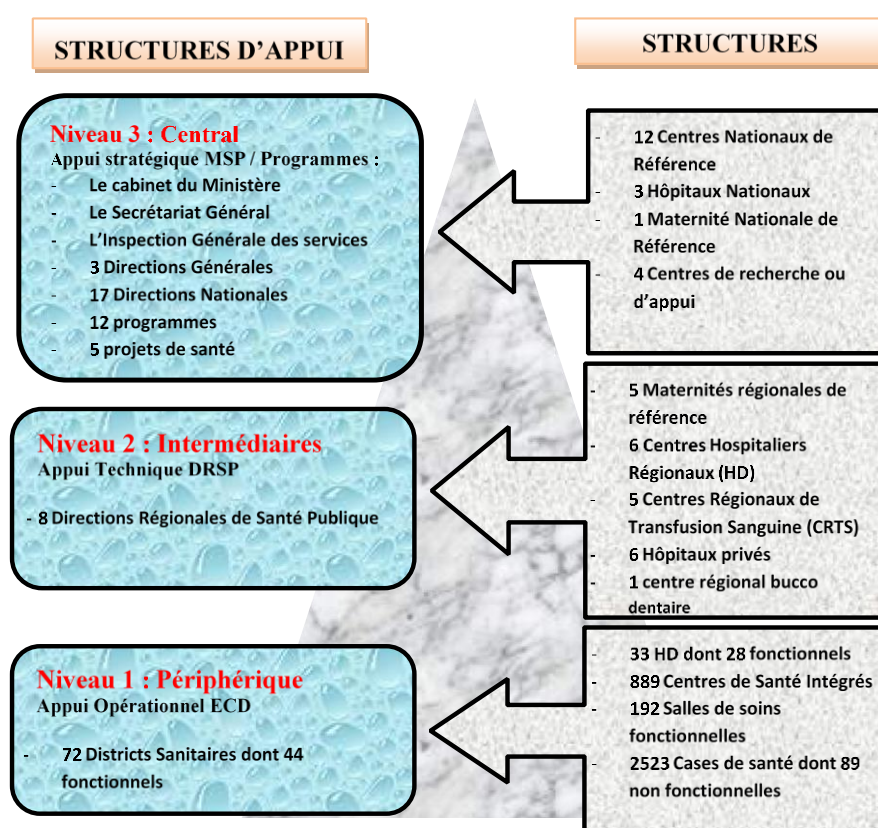 STRUCTURES D'APPUI
Niveau 3 : Central
Appui stratégique MSP / Programmes :
- Le cabinet du Ministère
- Le Secrétariat Général
- L'Inspection Générale des services
- 3 Directions Générales
- 17 Directions Nationales
- 12 programmes
- 5 projets de santé
Niveau 2 : Intermédiaires
Appui Technique DRSP
- 8 Directions Régionales de Santé Publique
Niveau 1 : Périphérique
Appui Opérationnel ECD
- 72 Districts Sanitaires dont 44
fonctionnels
STRUCTURES
- 12 Centres Nationaux de
Référence
- 3 Hôpitaux Nationaux
- 1 Maternité Nationale de
Référence
- 4 Centres de recherche ou
d'appui
- 5 Maternités régionales de
référence
- 6 Centres Hospitaliers
Régionaux (HD)
- 5 Centres Régionaux de
Transfusion Sanguine (CRTS)
- 6 Hôpitaux privés
- 1 centre régional bucco
dentaire
- 33 HD dont 28 fonctionnels
- 889 Centres de Santé Intégrés
- 192 Salles de soins
fonctionnelles
- 2523 Cases de santé dont 89
non fonctionnelles